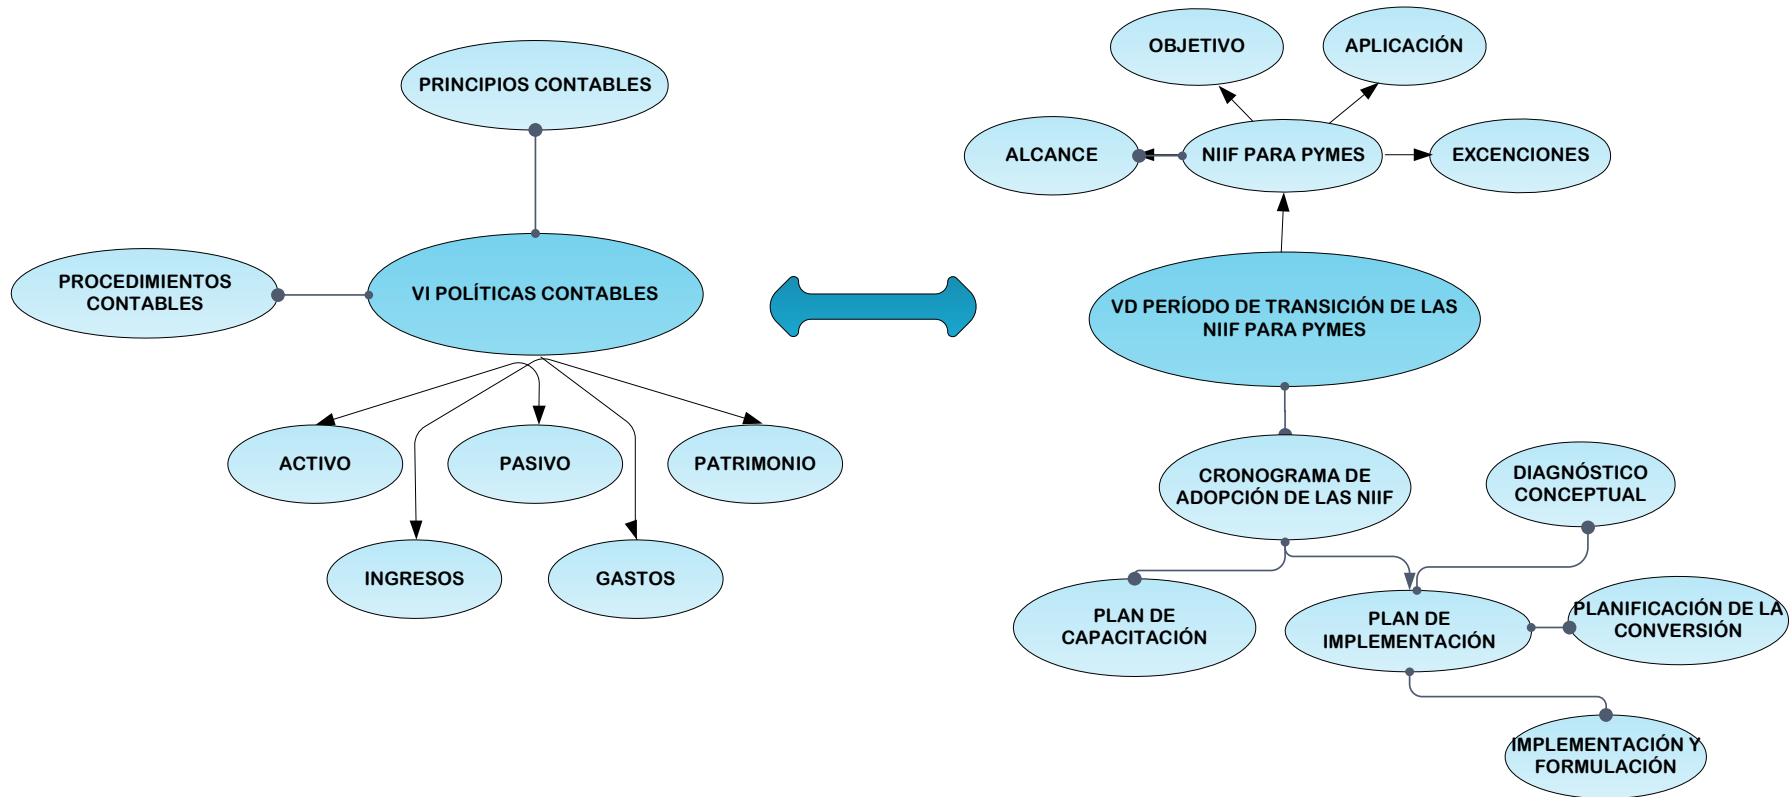 PRINCIPIOS CONTABLES
PROCEDIMIENTOS
CONTABLES
VI POLÍTICAS CONTABLES
ACTIVO
PASIVO
PATRIMONIO
INGRESOS
GASTOS
OBJETIVO
APLICACIÓN
ALCANCE
NIIF PARA PYMES
EXCENCIONES
VD PERÍODO DE TRANSICIÓN DE LAS
NIIF PARA PYMES
CRONOGRAMA DE
ADOPCIÓN DE LAS NIIF
DIAGNÓSTICO
CONCEPTUAL
PLAN DE
CAPACITACIÓN
PLAN DE
IMPLEMENTACIÓN
PLANIFICACIÓN DE LA
CONVERSIÓN
IMPLEMENTACIÓN Y
FORMULACIÓN